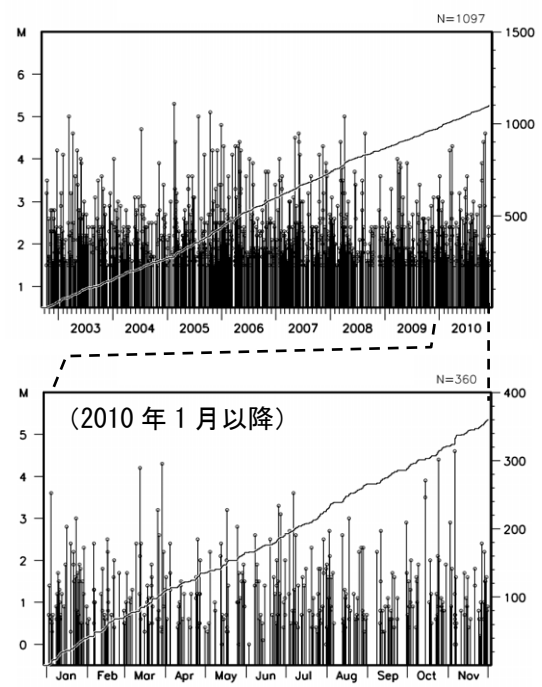 N=1097
M
1500
6
5
1000
4
3
500
2
1
2003 2004 2005 2006 2007 2008 2009 2010
N=360
M
400
(2010 年 1 月以降)
5
300
4
3
200
2
1
100
0
Jan Feb Mar Apr May Jun Jul Aug Sep Oct Nov